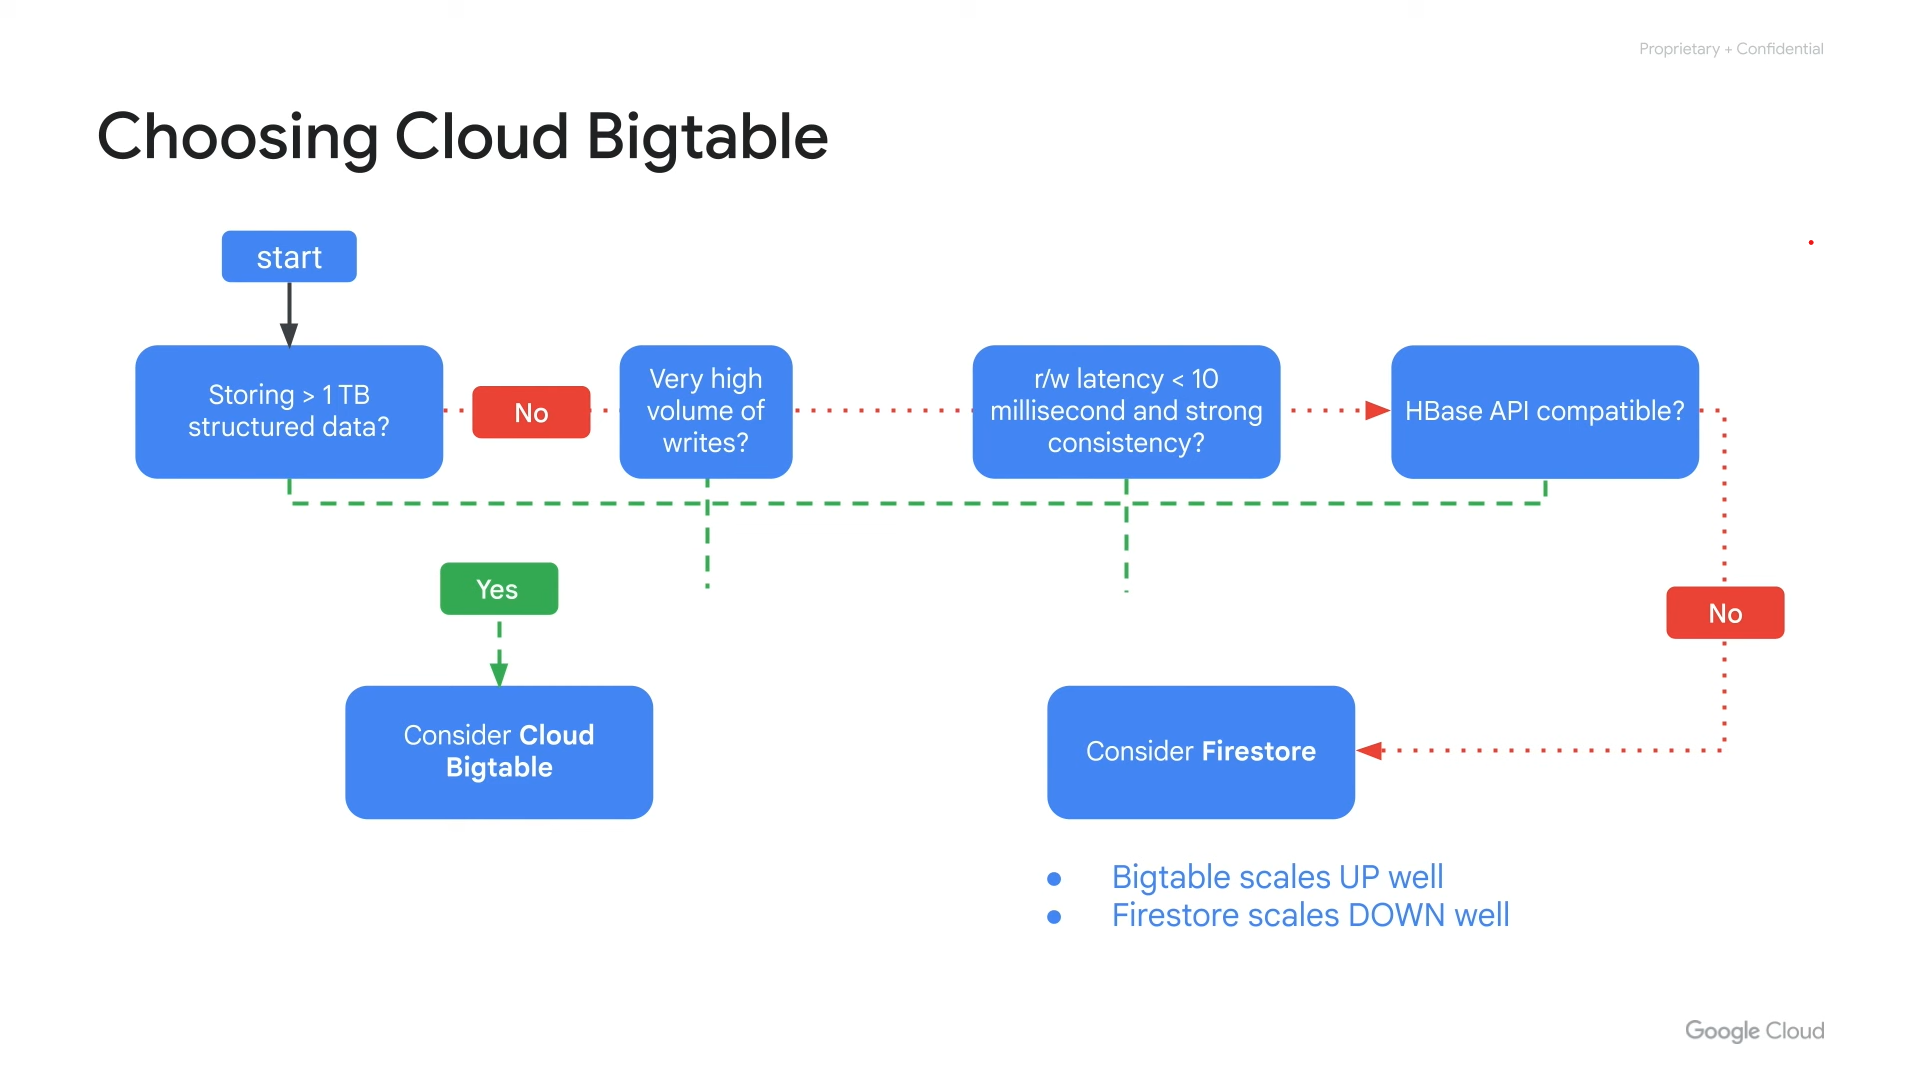 Proprietary + Confidential
Choosing Cloud Bigtable
start
Storing > 1 TB
structured data?
No
Very high
volume of
writes?
r/w latency < 10
millisecond and strong
consistency?
HBase API compatible?
Yes
No
Consider Cloud
Bigtable
Consider Firestore
● Bigtable scales UP well
● Firestore scales DOWN well
Google Cloud